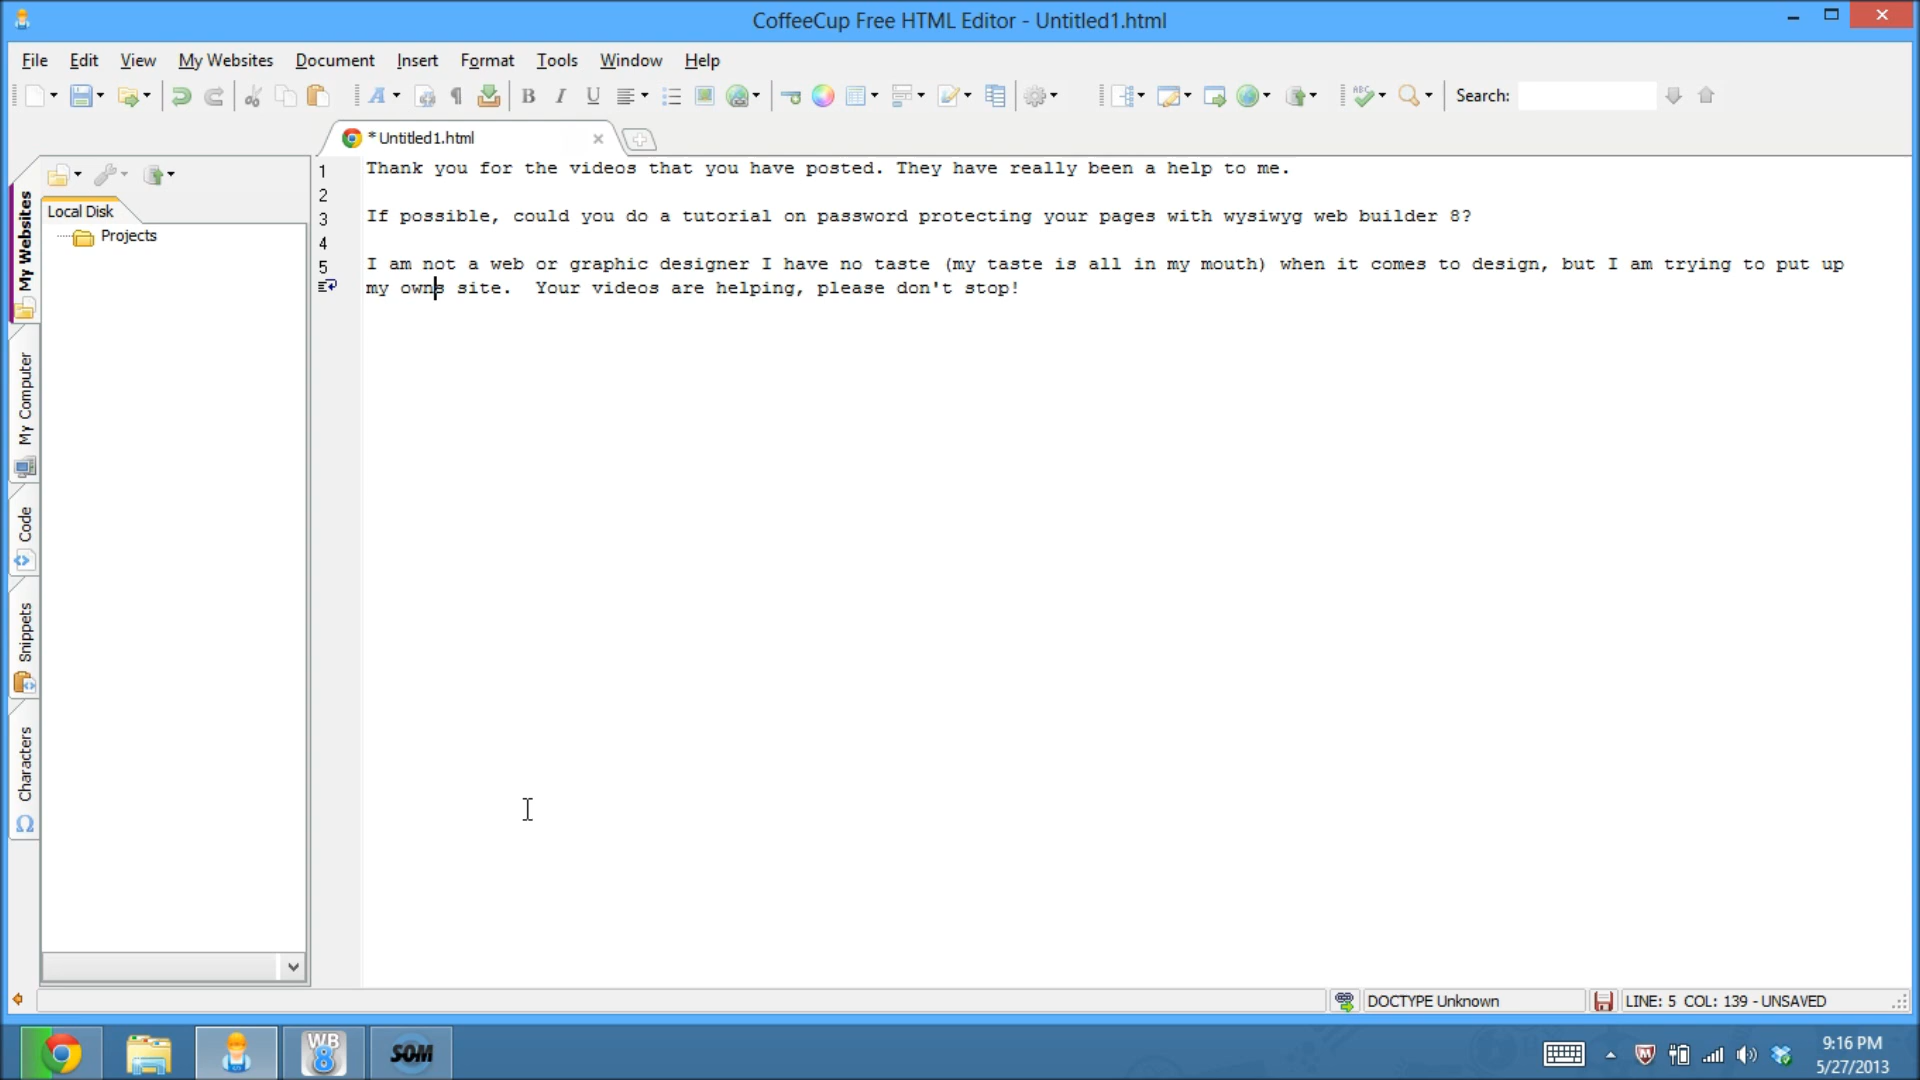 CoffeeCup Free HTML Editor - Untitled1.html
File Edit View My Websites Document Insert Format Tools Window Help
B I U ABC Search:
* Untitled1.html
Local Disk
Projects
My Websites
My Computer
Code
Snippets
Characters
1 Thank you for the videos that you have posted. They have really been a help to me.
2
3 If possible, could you do a tutorial on password protecting your pages with wysiwyg web builder 8?
4
5 I am not a web or graphic designer I have no taste (my taste is all in my mouth) when it comes to design, but I am trying to put up
my owns site.  Your videos are helping, please don't stop!
DOCTYPE Unknown
LINE: 5 COL: 139 - UNSAVED
WB
8
SOM
9:16 PM
5/27/2013